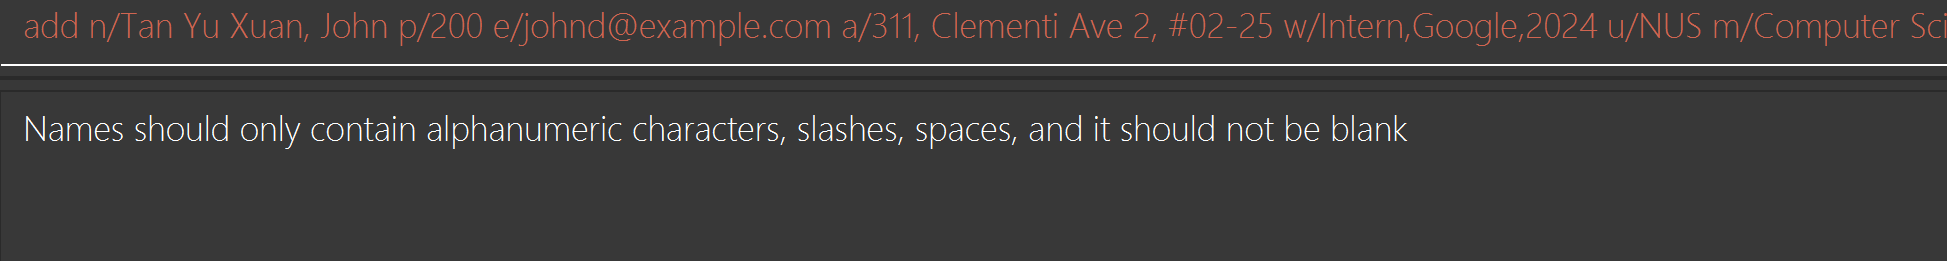 add n/Tan Yu Xuan, John p/200 e/johnd@example.com a/311, Clementi Ave 2, #02-25 w/Intern,Google,2024 u/NUS m/Computer Sci
Names should only contain alphanumeric characters, slashes, spaces, and it should not be blank